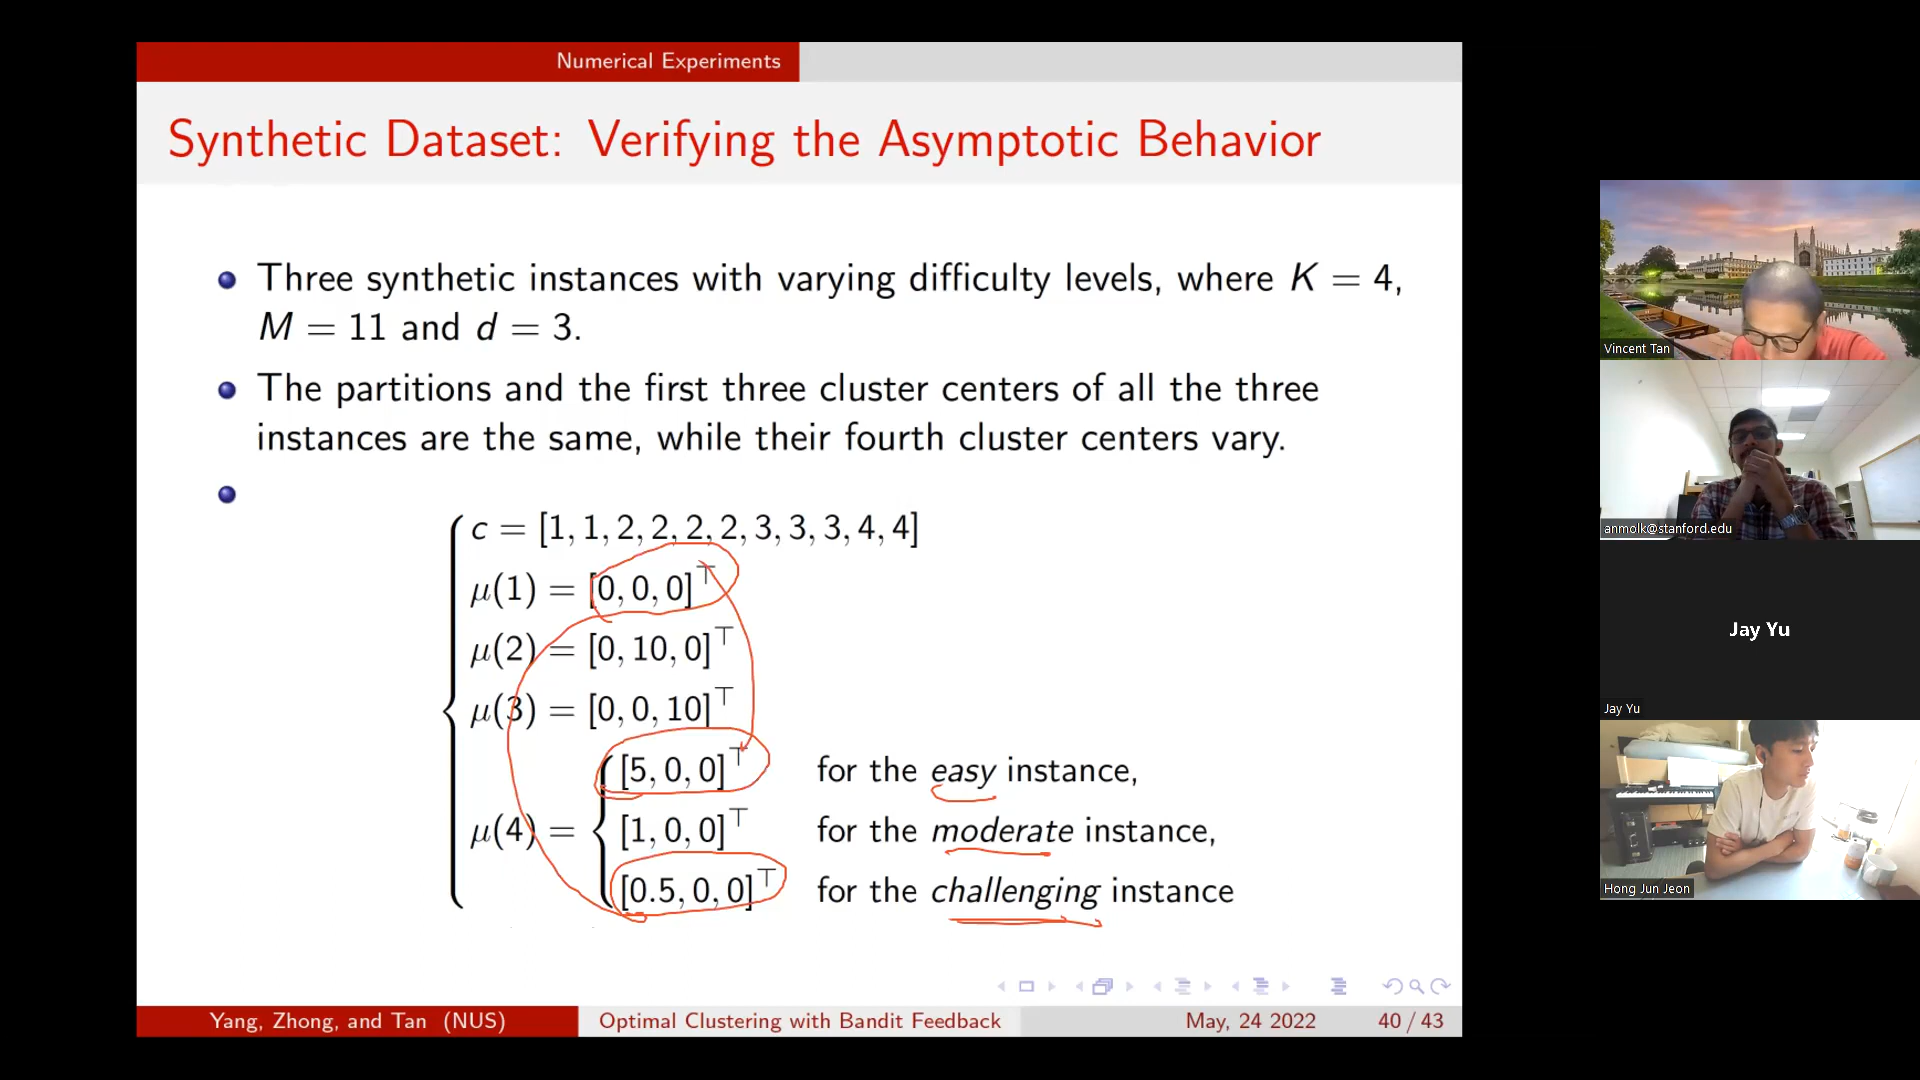 Numerical Experiments
Synthetic Dataset: Verifying the Asymptotic Behavior
Three synthetic instances with varying difficulty levels, where K = 4,
M = 11 and d = 3.
The partitions and the first three cluster centers of all the three
instances are the same, while their fourth cluster centers vary.
c = [1, 1, 2, 2, 2, 2, 3, 3, 3, 4, 4]
μ(1) = [0, 0, 0]⊤
μ(2) = [0, 10, 0]⊤
μ(3) = [0, 0, 10]⊤
[5, 0, 0]⊤ for the easy instance,
μ(4) = { [1, 0, 0]⊤ for the moderate instance,
[0.5, 0, 0]⊤ for the challenging instance
Yang, Zhong, and Tan (NUS) Optimal Clustering with Bandit Feedback May, 24 2022 40 / 43
Vincent Tan
anmolk@stanford.edu
Jay Yu
Jay Yu
Hong Jun Jeon